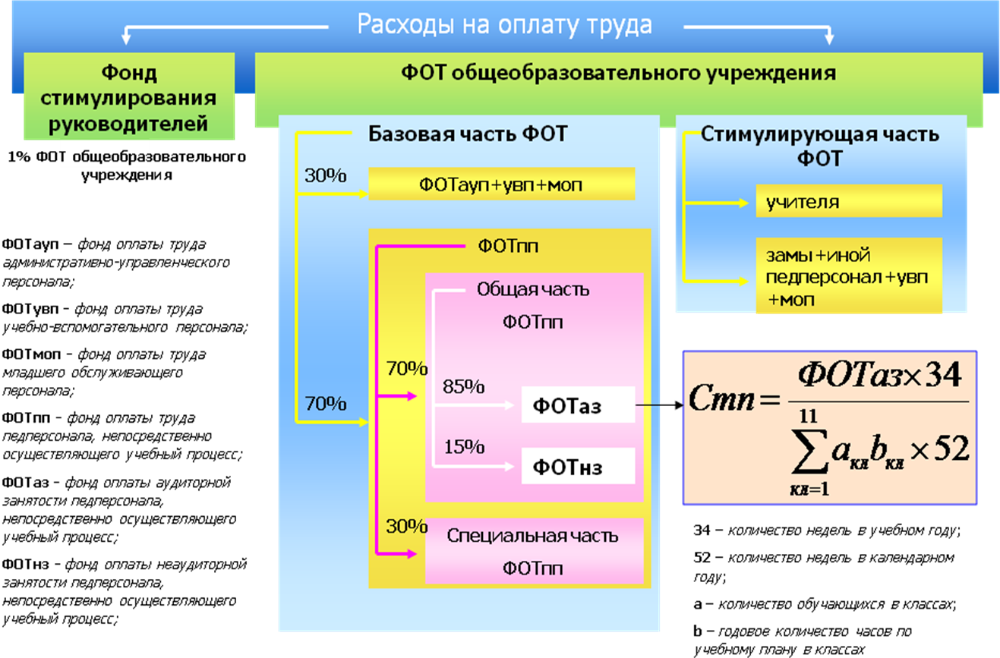 Расходы на оплату труда
Фонд
стимулирования
руководителей
1% ФОТ общеобразовательного
учреждения
ФОТауп – фонд оплаты труда
административно-управленческого
персонала;
ФОТувп - фонд оплаты труда
учебно-вспомогательного персонала;
ФОТмоп - фонд оплаты труда
младшего обслуживающего
персонала;
ФОТпп - фонд оплаты труда
педперсонала, непосредственно
осуществляющего учебный процесс;
ФОТаз - фонд оплаты аудиторной
занятости педперсонала,
непосредственно осуществляющего
учебный процесс;
ФОТнз - фонд оплаты неаудиторной
занятости педперсонала,
непосредственно осуществляющего
учебный процесс;
ФОТ общеобразовательного учреждения
Базовая часть ФОТ
30%
ФОТауп+увп+моп
70%
ФОТпп
70%
Общая часть
ФОТпп
85%
ФОТаз
15%
ФОТнз
30%
Специальная часть
ФОТпп
Стимулирующая часть
ФОТ
учителя
замы+иной
педперсонал+увп
+моп
Стп = ФОТаз×34
11
∑ aкл bкл ×52
кл=1
34 – количество недель в учебном году;
52 – количество недель в календарном
году;
а – количество обучающихся в классах;
b – годовое количество часов по
учебному плану в классах